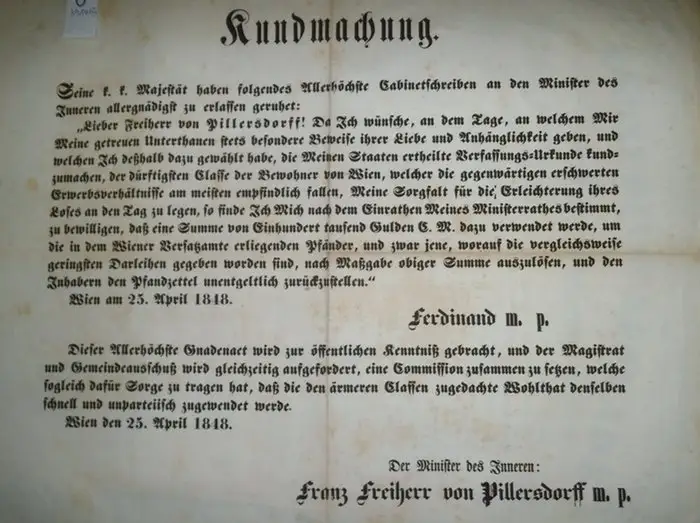 Kundmachung.
Seine k. k. Majestät haben folgendes Allerhöchste Cabinetschreiben an den Minister des
Inneren allergnädigst zu erlassen geruhet:
„Lieber Freiherr von Pillersdorff! Da Ich wünsche, an dem Tage, an welchem Mir
Meine getreuen Unterthanen stets besondere Beweise ihrer Liebe und Anhänglichkeit geben, und
welchen Ich deßhalb dazu gewählt habe, die Meinen Staaten ertheilte Verfassungs-Urkunde kund-
zumachen, der dürftigsten Classe der Bewohner von Wien, welcher die gegenwärtigen erschwerten
Erwerbsverhältnisse am meisten empfindlich fallen, Meine Sorgfalt für die Erleichterung ihres
Loses an den Tag zu legen, so finde Ich Mich nach dem Einrathen Meines Ministerrathes bestimmt,
zu bewilligen, daß eine Summe von Einhundert tausend Gulden C. M. dazu verwendet werde, um
die in dem Wiener Versatzamte erliegenden Pfänder, und zwar jene, worauf die vergleichsweise
geringsten Darleihen gegeben worden sind, nach Maßgabe obiger Summe auszulösen, und den
Inhabern den Pfandzettel unentgeltlich zurückzustellen.“
Wien am 25. April 1848.
Ferdinand m. p.
Dieser Allerhöchste Gnadenact wird zur öffentlichen Kenntniß gebracht, und der Magistrat
und Gemeindeausschuß wird gleichzeitig aufgefordert, eine Commission zusammen zu setzen, welche
sogleich dafür Sorge zu tragen hat, daß die den ärmeren Classen zugedachte Wohlthat denselben
schnell und unparteiisch zugewendet werde.
Wien den 25. April 1848.
Der Minister des Inneren:
Franz Freiherr von Pillersdorff m. p.